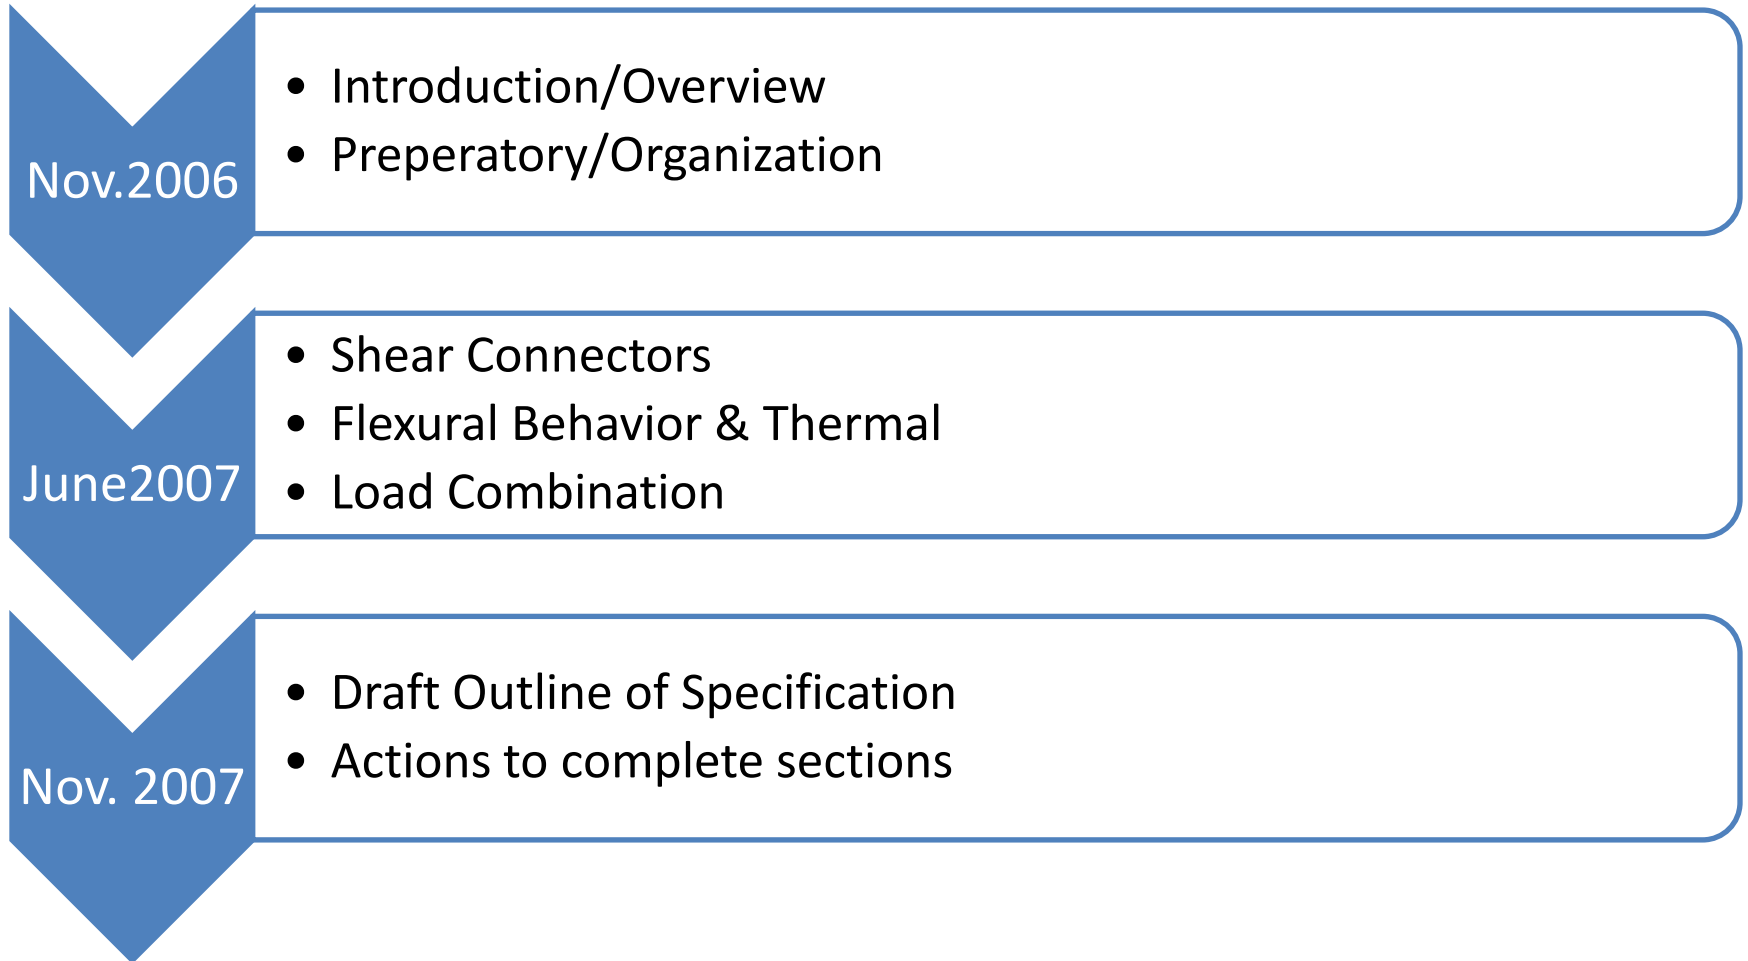 Nov.2006
• Introduction/Overview
• Preperatory/Organization
June2007
• Shear Connectors
• Flexural Behavior & Thermal
• Load Combination
Nov. 2007
• Draft Outline of Specification
• Actions to complete sections